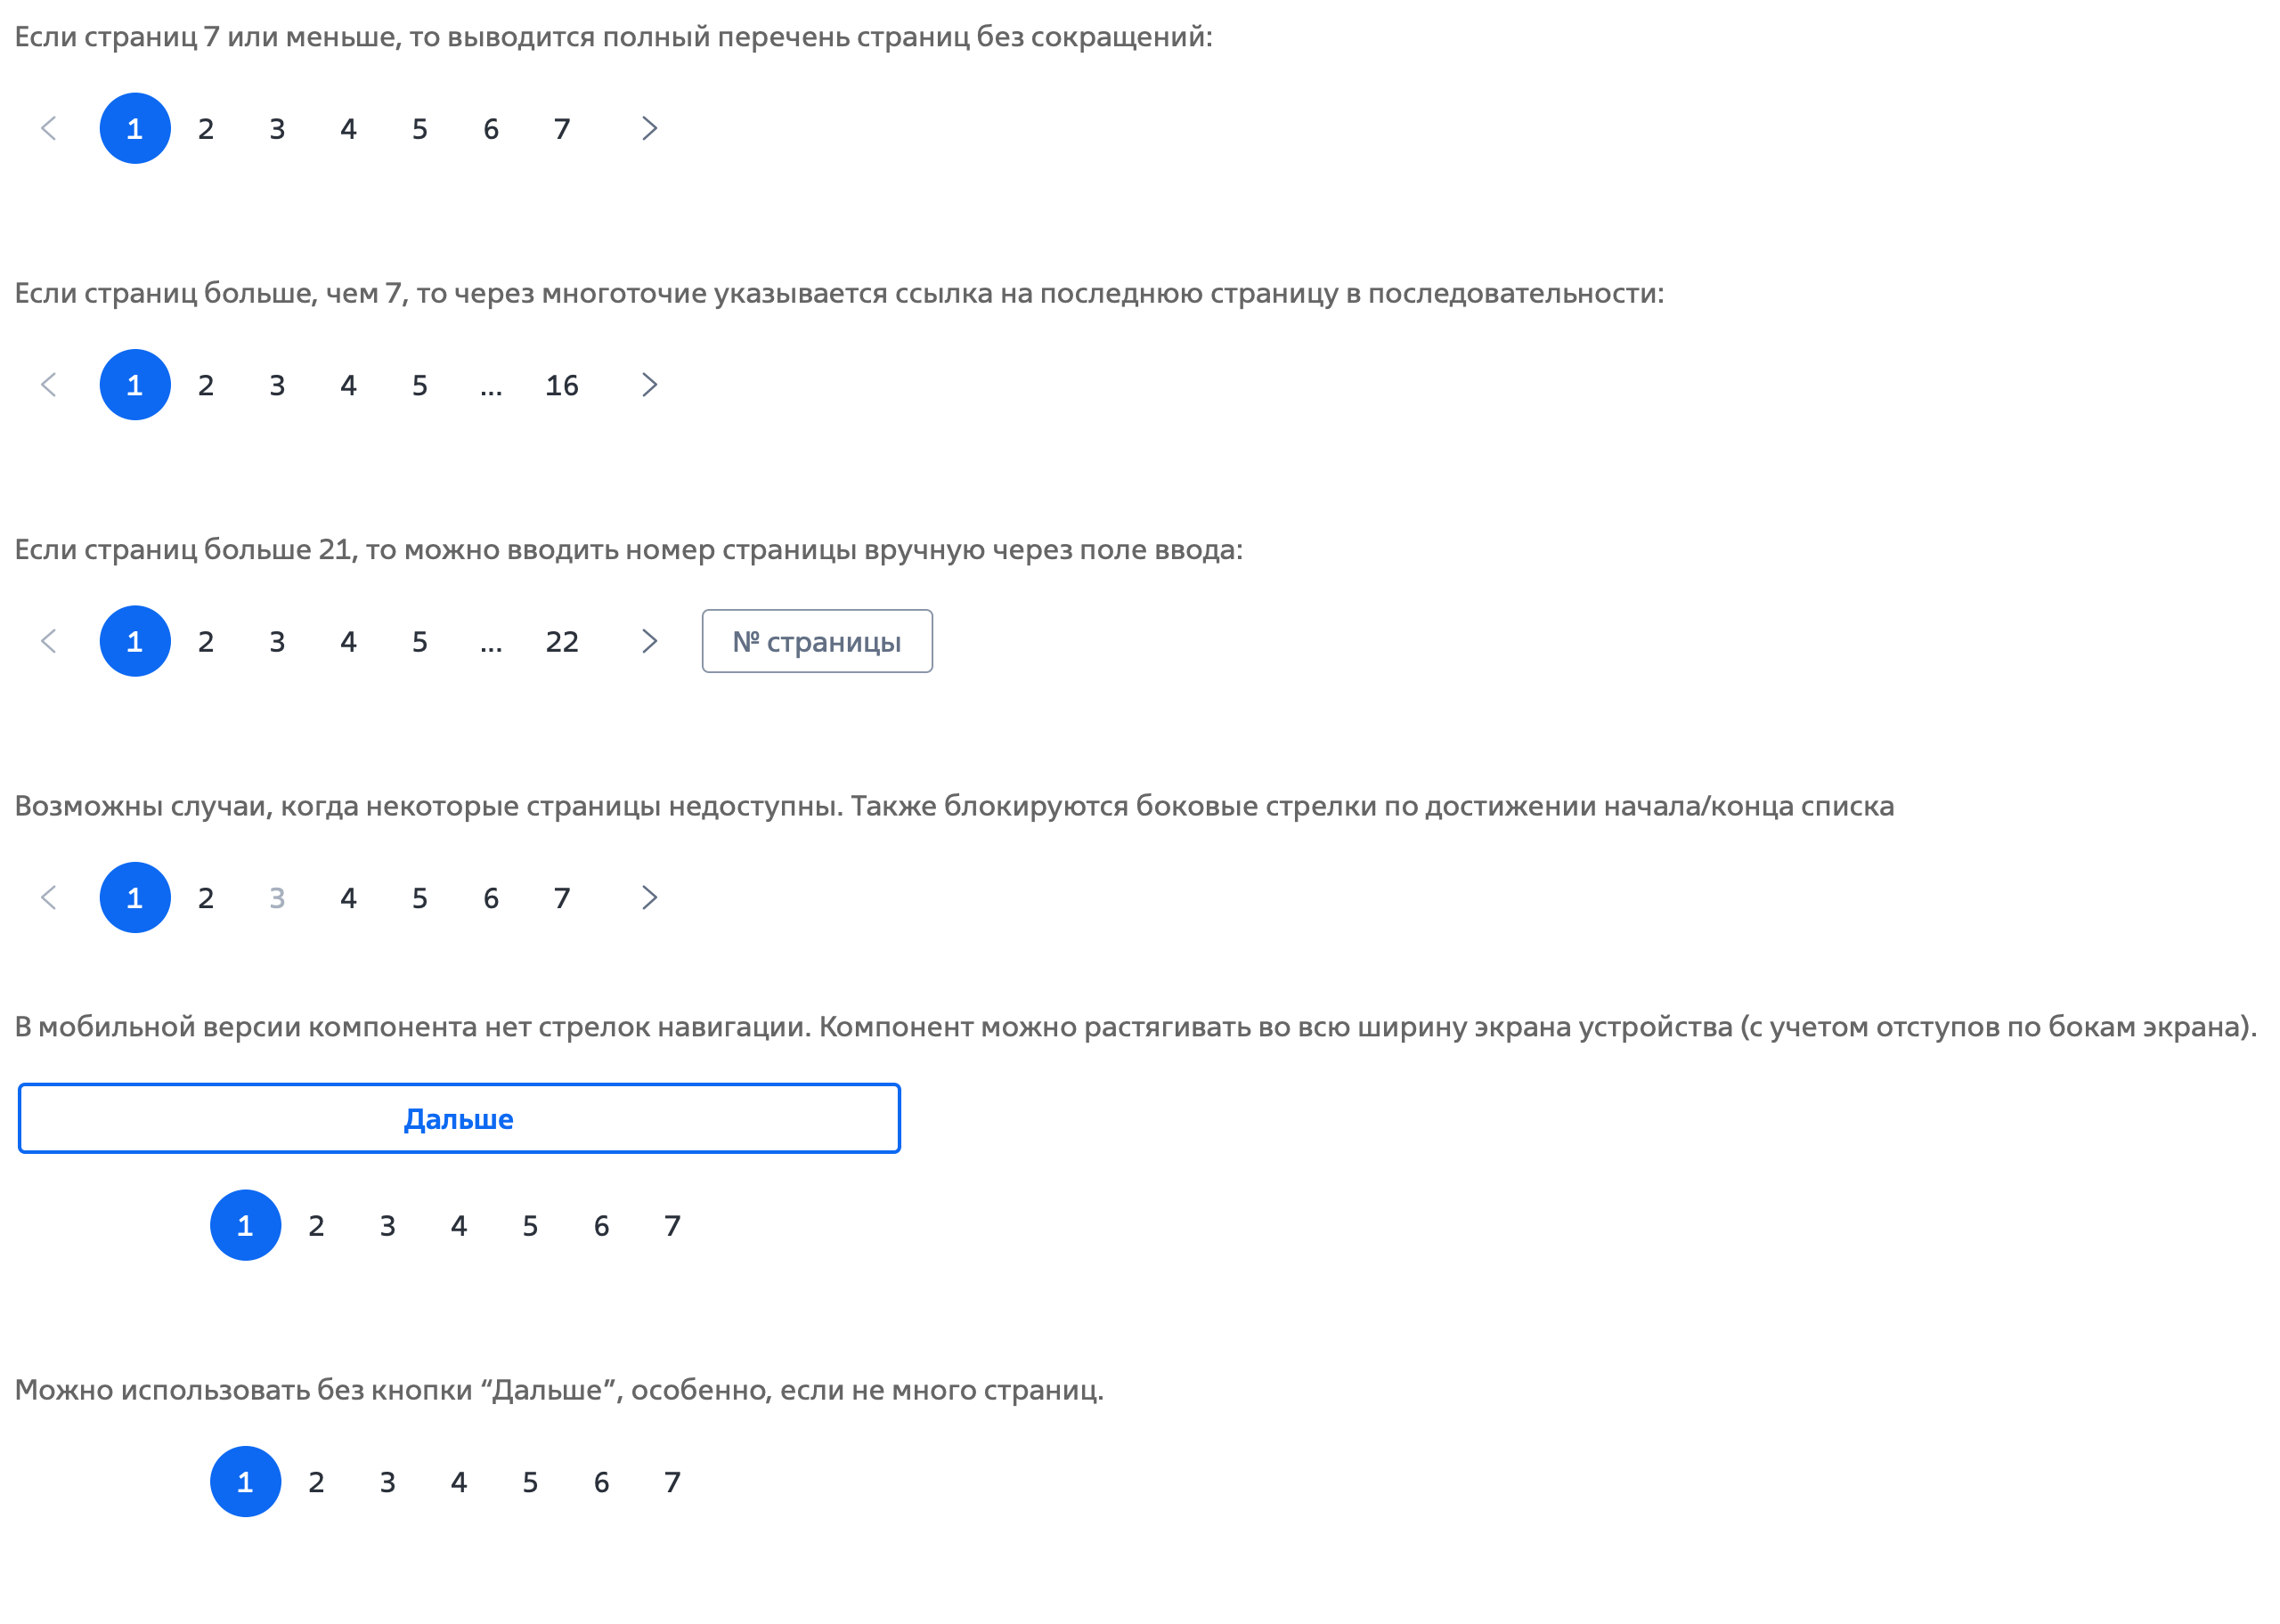 Если страниц 7 или меньше, то выводится полный перечень страниц без сокращений:
1 2 3 4 5 6 7
Если страниц больше, чем 7, то через многоточие указывается ссылка на последнюю страницу в последовательности:
1 2 3 4 5 ... 16
Если страниц больше 21, то можно вводить номер страницы вручную через поле ввода:
1 2 3 4 5 ... 22 № страницы
Возможны случаи, когда некоторые страницы недоступны. Также блокируются боковые стрелки по достижении начала/конца списка
1 2 3 4 5 6 7
В мобильной версии компонента нет стрелок навигации. Компонент можно растягивать во всю ширину экрана устройства (с учетом отступов по бокам экрана).
Дальше
1 2 3 4 5 6 7
Можно использовать без кнопки “Дальше”, особенно, если не много страниц.
1 2 3 4 5 6 7